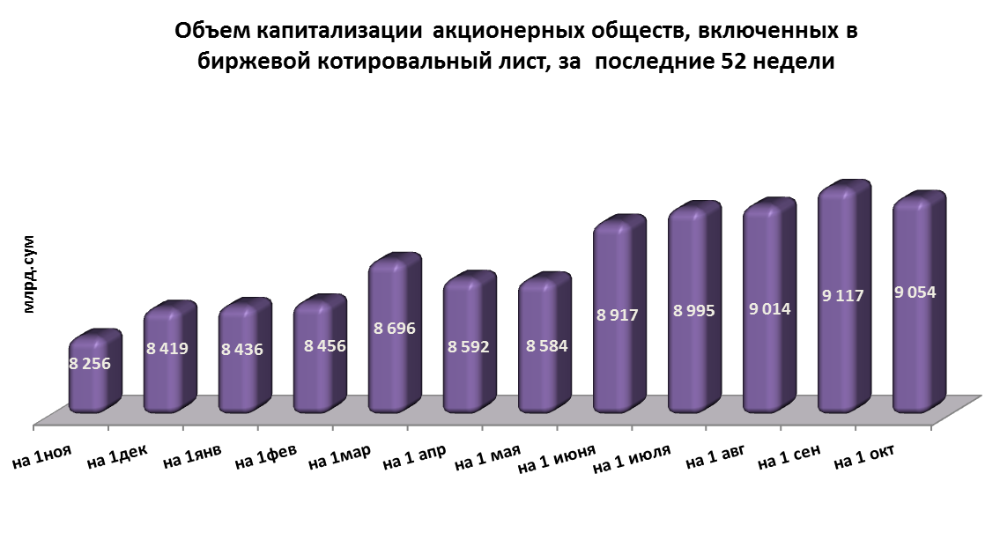 Объем капитализации акционерных обществ, включенных в
биржевой котировальный лист, за последние 52 недели
млрд.сум
8 256
8 419
8 436
8 456
8 696
8 592
8 584
8 917
8 995
9 014
9 117
9 054
на 1ноя
на 1дек
на 1янв
на 1фев
на 1мар
на 1 апр
на 1 мая
на 1 июня
на 1 июля
на 1 авг
на 1 сен
на 1 окт